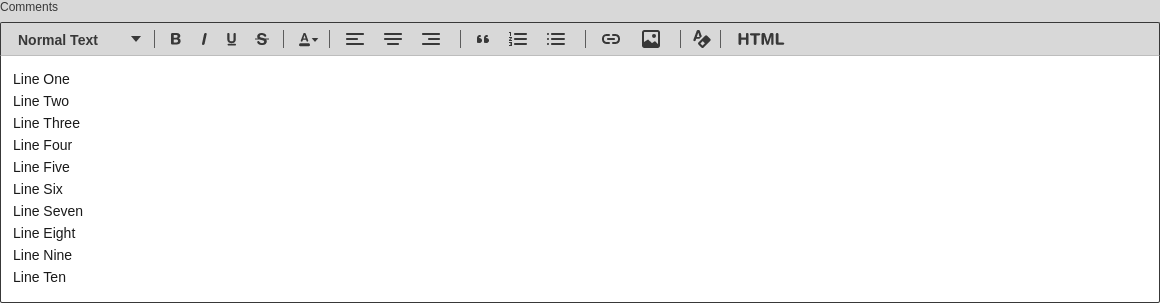 Comments
Normal Text B I U S A HTML
Line One
Line Two
Line Three
Line Four
Line Five
Line Six
Line Seven
Line Eight
Line Nine
Line Ten